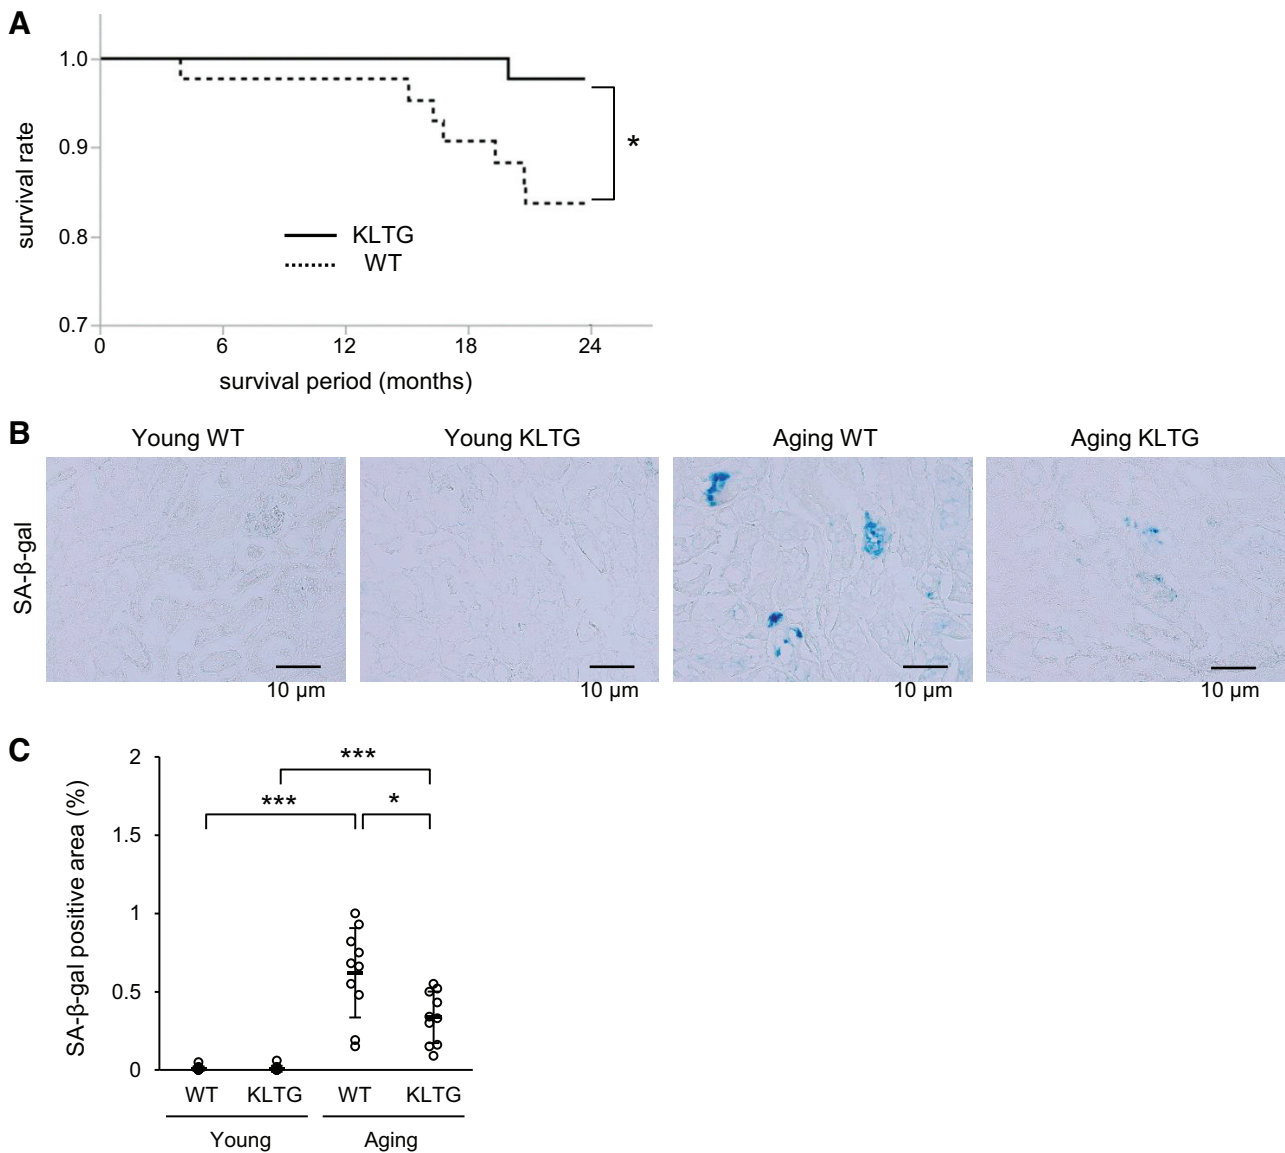 A
survival rate
1.0
0.9
0.8
0.7
0 6 12 18 24
survival period (months)
KLTG
WT
*
B
Young WT Young KLTG Aging WT Aging KLTG
SA-β-gal
10 µm 10 µm 10 µm 10 µm
C
SA-β-gal positive area (%)
2
1.5
1
0.5
0
***
*** *
WT KLTG WT KLTG
Young Aging